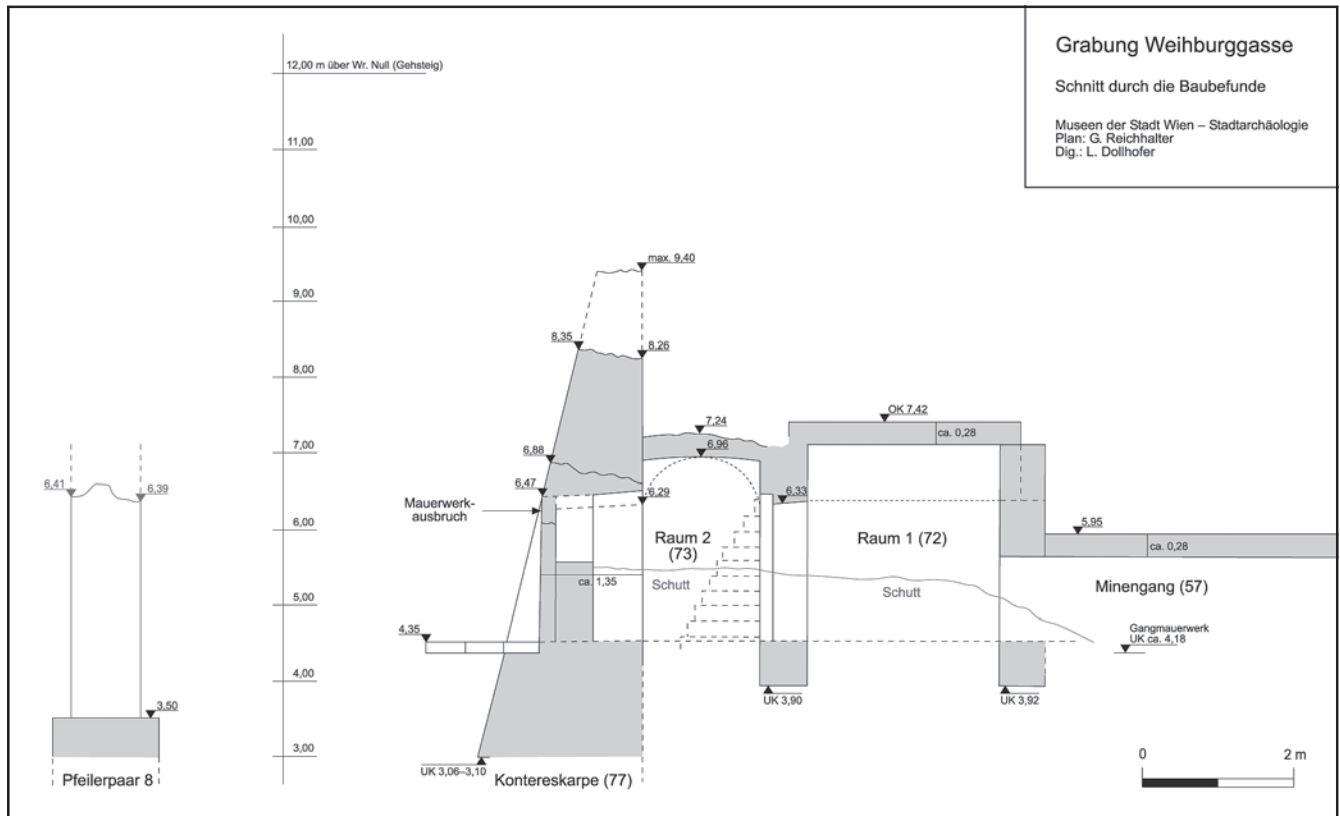 Grabung Weihburggasse
Schnitt durch die Baubefunde
Museen der Stadt Wien – Stadtarchäologie
Plan: G. Reichhalter
Dig.: L. Dollhofer
12,00 m über Wr. Null (Gehsteig)
11,00
10,00
9,00
8,00
7,00
6,00
5,00
4,00
3,00
6,41
6,39
3,50
Pfeilerpaar 8
max. 9,40
8,35
8,26
6,88
6,47
Mauerwerk-
ausbruch
4,35
ca. 1,35
UK 3,06–3,10
Kontereskarpe (77)
7,24
6,96
6,29
Raum 2
(73)
Schutt
6,33
UK 3,90
OK 7,42
ca. 0,28
Raum 1 (72)
Schutt
UK 3,92
5,95
ca. 0,28
Minengang (57)
Gangmauerwerk
UK ca. 4,18
0 2 m